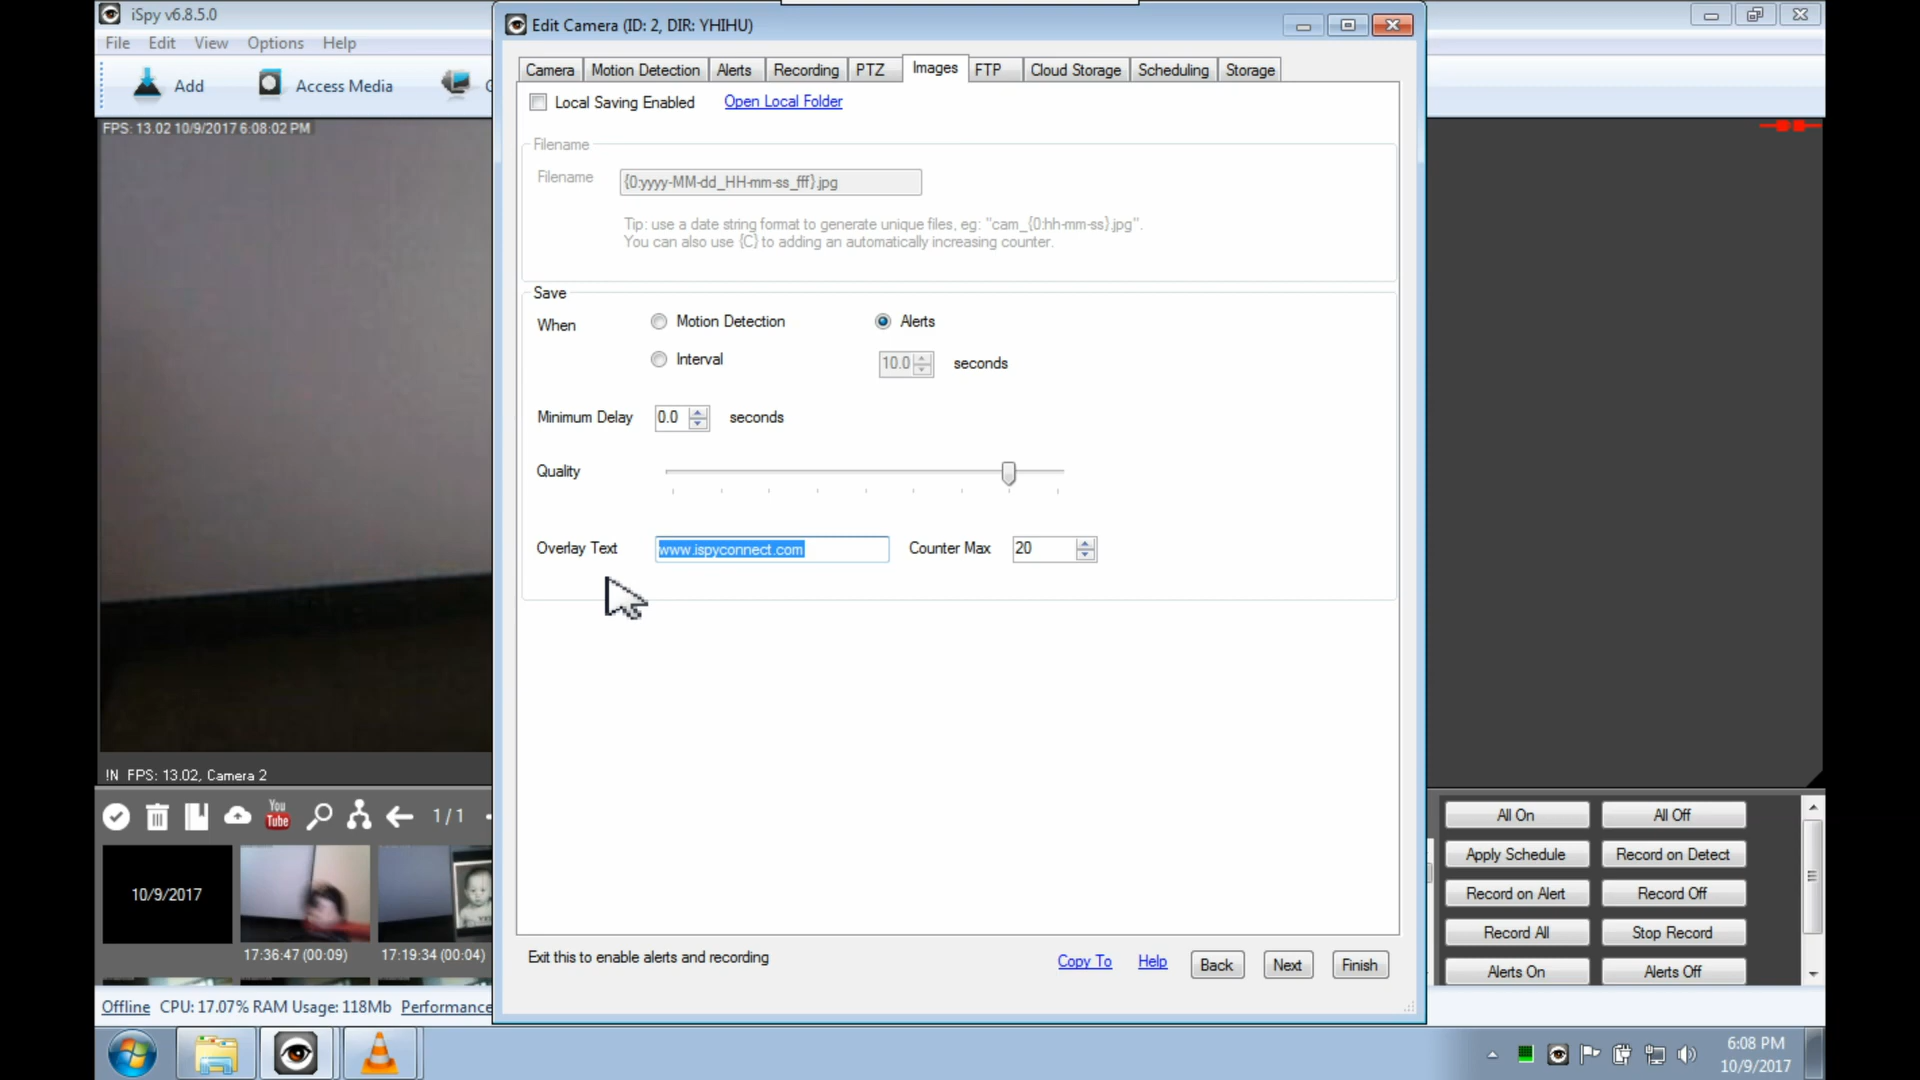 iSpy v6.8.5.0
File Edit View Options Help
Add Access Media
FPS: 13.02 10/9/2017 6:08:02 PM
Edit Camera (ID: 2, DIR: YHIHU)
Camera Motion Detection Alerts Recording PTZ Images FTP Cloud Storage Scheduling Storage
Local Saving Enabled Open Local Folder
Filename
Filename {0:yyyy-MM-dd_HH-mm-ss_fff}.jpg
Tip: use a date string format to generate unique files, eg: "cam_{0:hh-mm-ss}.jpg".
You can also use {C} to adding an automatically increasing counter.
Save
When Motion Detection Alerts
Interval 10.0 seconds
Minimum Delay 0.0 seconds
Quality
Overlay Text www.ispyconnect.com Counter Max 20
Exit this to enable alerts and recording
Copy To Help Back Next Finish
!N FPS: 13.02, Camera 2
You Tube 1/1
10/9/2017
17:36:47 (00:09) 17:19:34 (00:04)
Offline CPU: 17.07% RAM Usage: 118Mb Performance
All On All Off
Apply Schedule Record on Detect
Record on Alert Record Off
Record All Stop Record
Alerts On Alerts Off
6:08 PM
10/9/2017